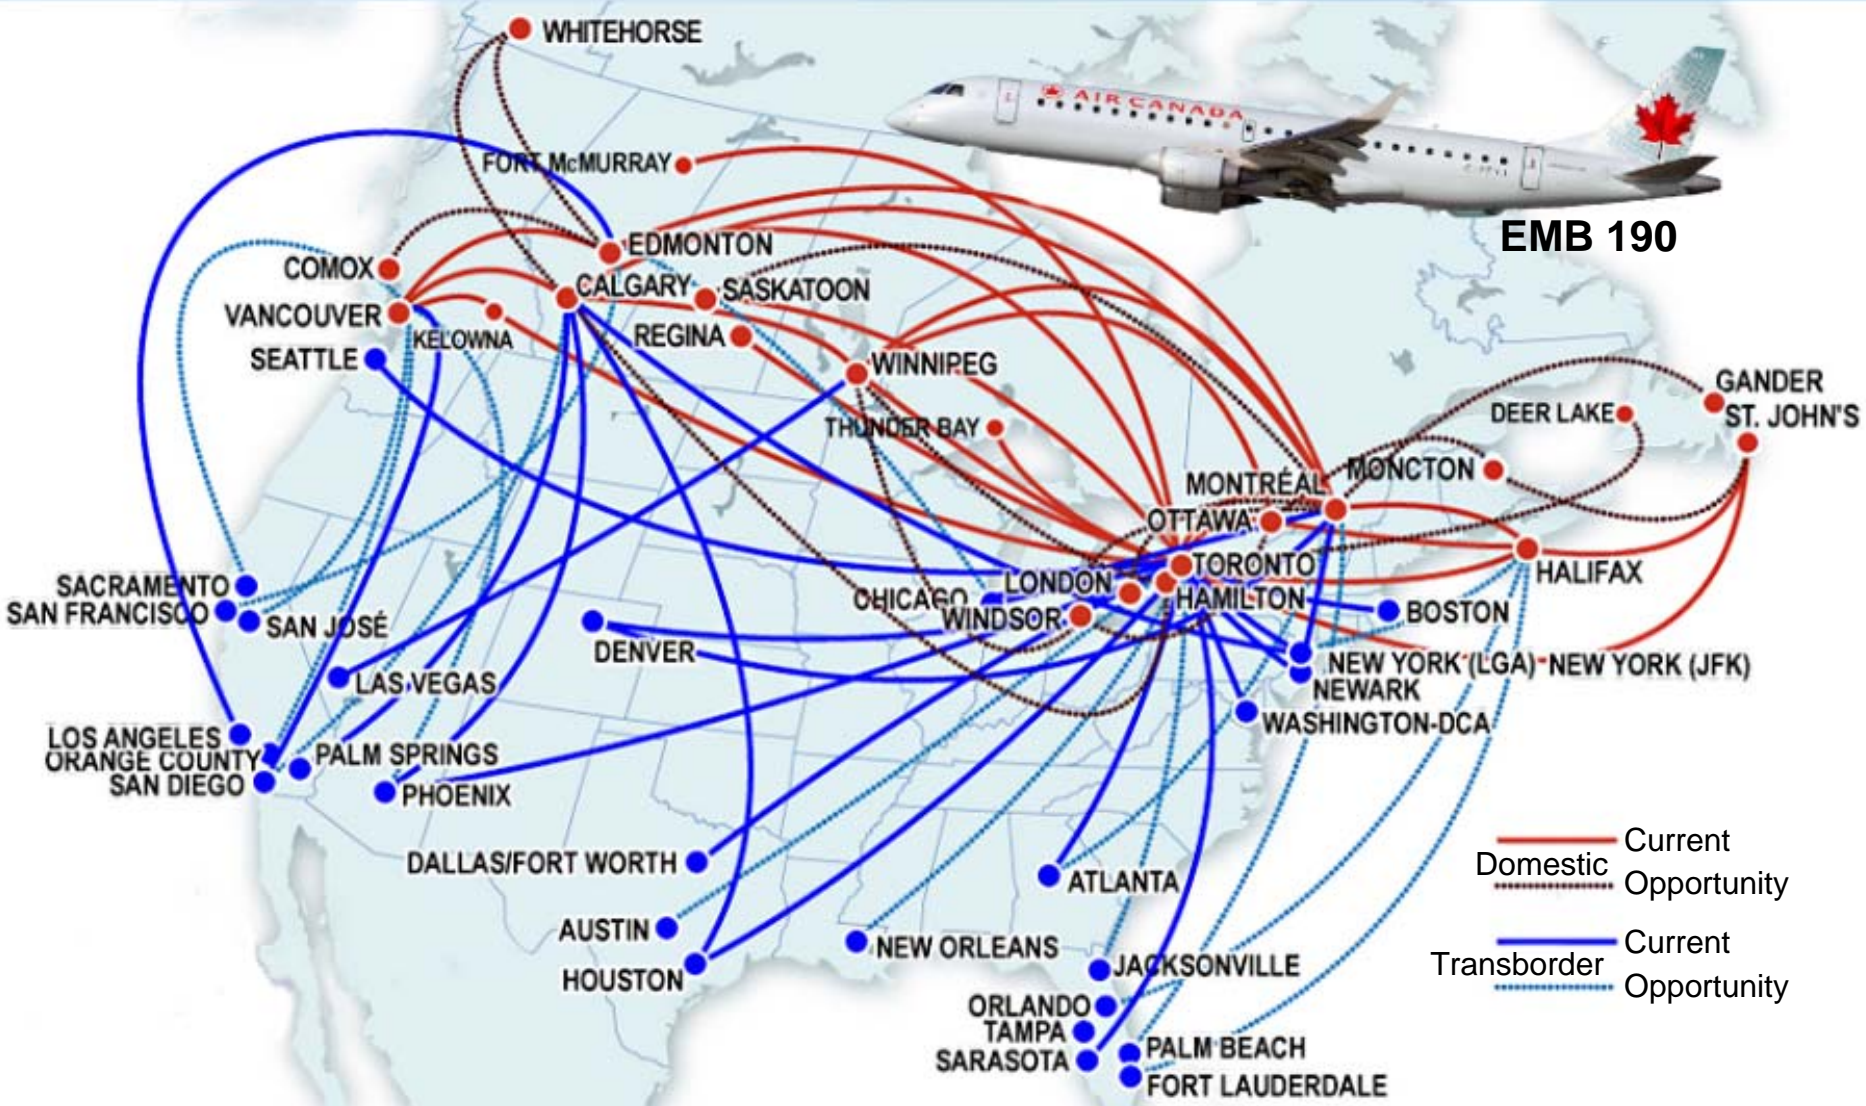 WHITEHORSE
AIR CANADA
FORT McMURRAY
EMB 190
EDMONTON
COMOX
CALGARY
SASKATOON
VANCOUVER
KELOWNA
REGINA
SEATTLE
WINNIPEG
GANDER
DEER LAKE
ST. JOHN'S
THUNDER BAY
MONCTON
MONTRÉAL
OTTAWA
TORONTO
HALIFAX
LONDON
SACRAMENTO
CHICAGO
HAMILTON
SAN FRANCISCO
WINDSOR
BOSTON
SAN JOSÉ
DENVER
NEW YORK (LGA)
NEW YORK (JFK)
LAS VEGAS
NEWARK
WASHINGTON-DCA
LOS ANGELES
ORANGE COUNTY
PALM SPRINGS
SAN DIEGO
PHOENIX
DALLAS/FORT WORTH
ATLANTA
AUSTIN
NEW ORLEANS
HOUSTON
JACKSONVILLE
ORLANDO
TAMPA
SARASOTA
PALM BEACH
FORT LAUDERDALE
Current
Domestic
Opportunity
Current
Transborder
Opportunity